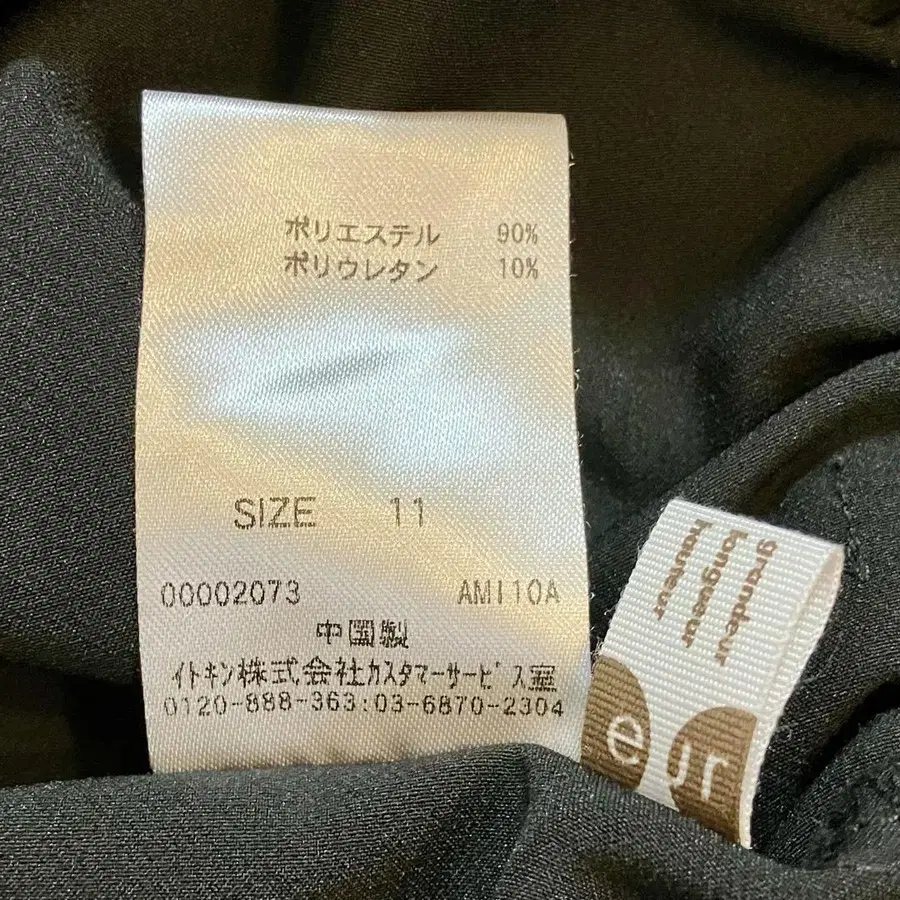 ポリエステル 90%
ポリウレタン 10%
SIZE 11
00002073 AMI10A
中国製
イトキン株式会社カスタマーサービス室
0120-888-363:03-6870-2304
grandeur
longueur
hauteur
eur